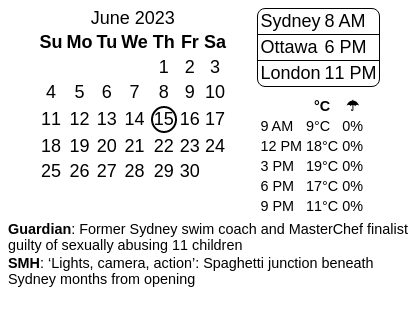 June 2023
Su Mo Tu We Th Fr Sa
1 2 3
4 5 6 7 8 9 10
11 12 13 14 15 16 17
18 19 20 21 22 23 24
25 26 27 28 29 30
Sydney 8 AM
Ottawa 6 PM
London 11 PM
°C ☂
9 AM 9°C 0%
12 PM 18°C 0%
3 PM 19°C 0%
6 PM 17°C 0%
9 PM 11°C 0%
Guardian: Former Sydney swim coach and MasterChef finalist
guilty of sexually abusing 11 children
SMH: ‘Lights, camera, action’: Spaghetti junction beneath
Sydney months from opening